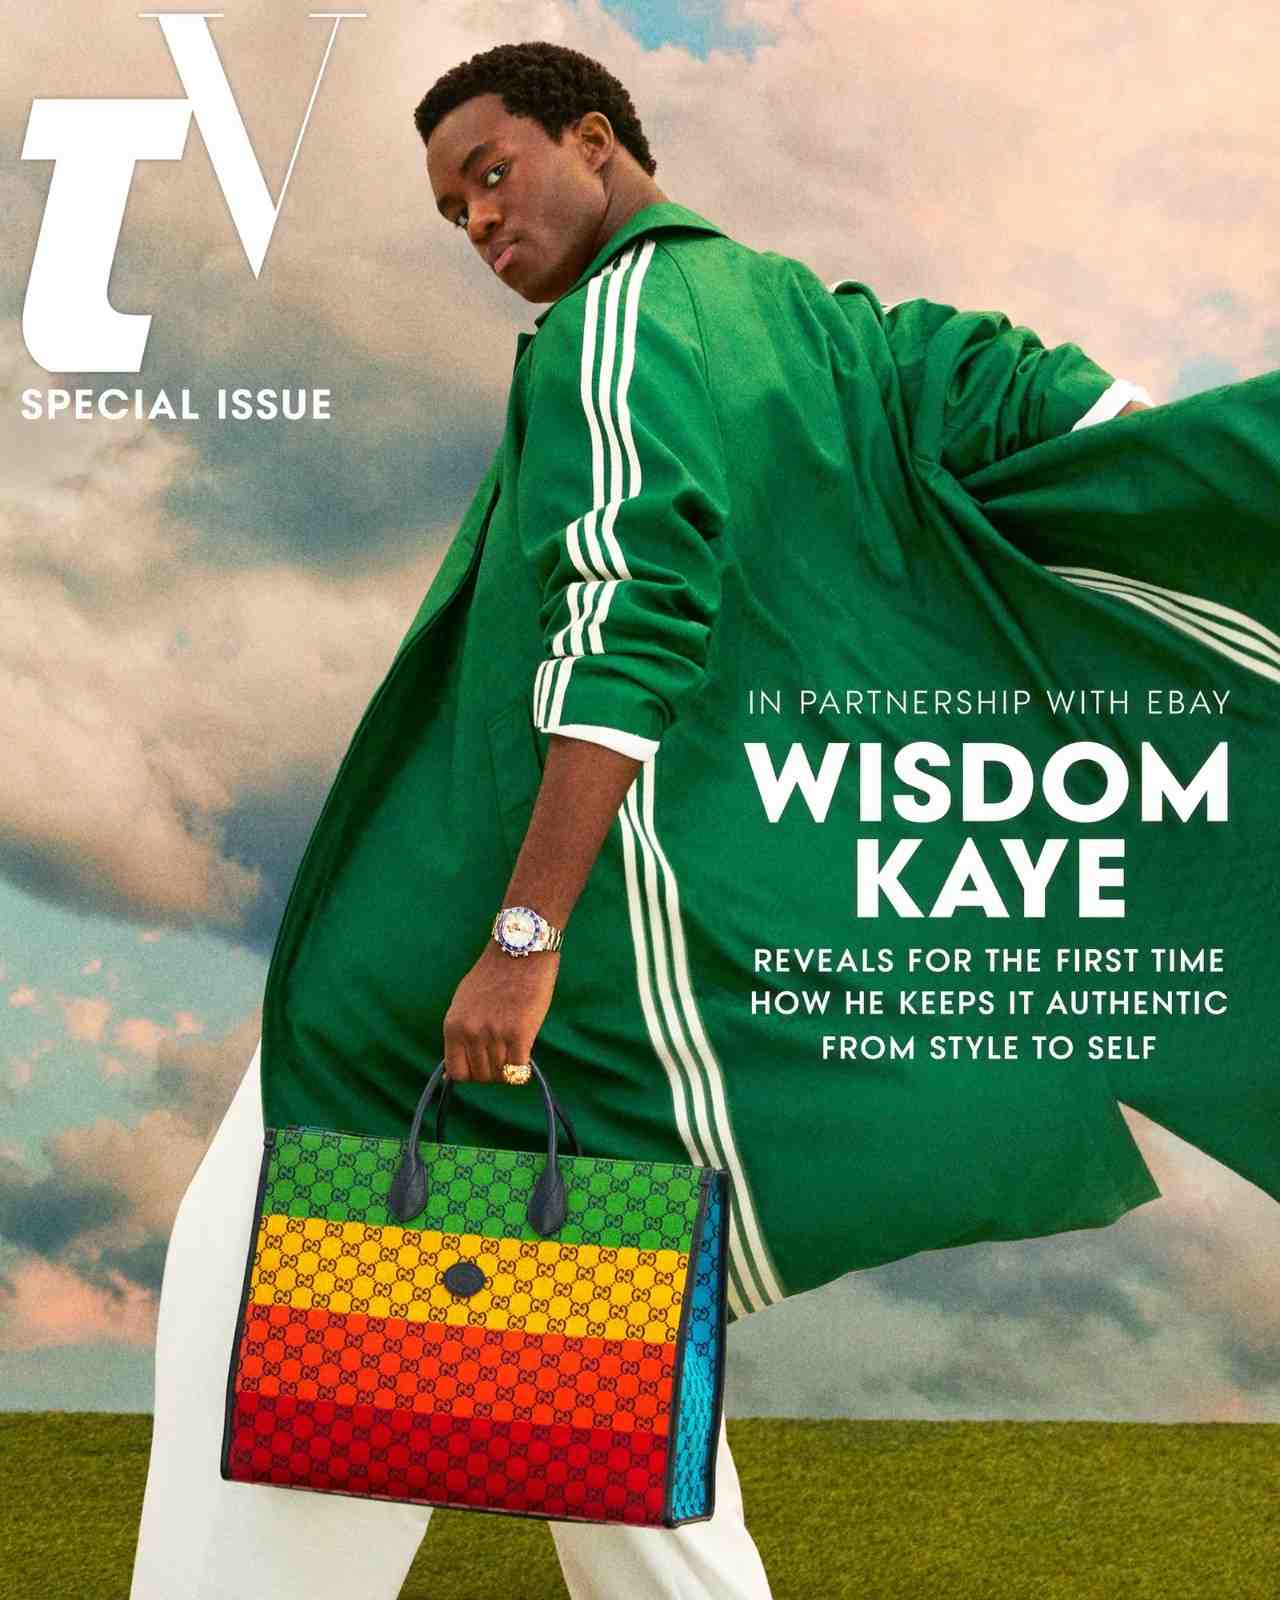 tV
SPECIAL ISSUE
IN PARTNERSHIP WITH EBAY
WISDOM
KAYE
REVEALS FOR THE FIRST TIME
HOW HE KEEPS IT AUTHENTIC
FROM STYLE TO SELF